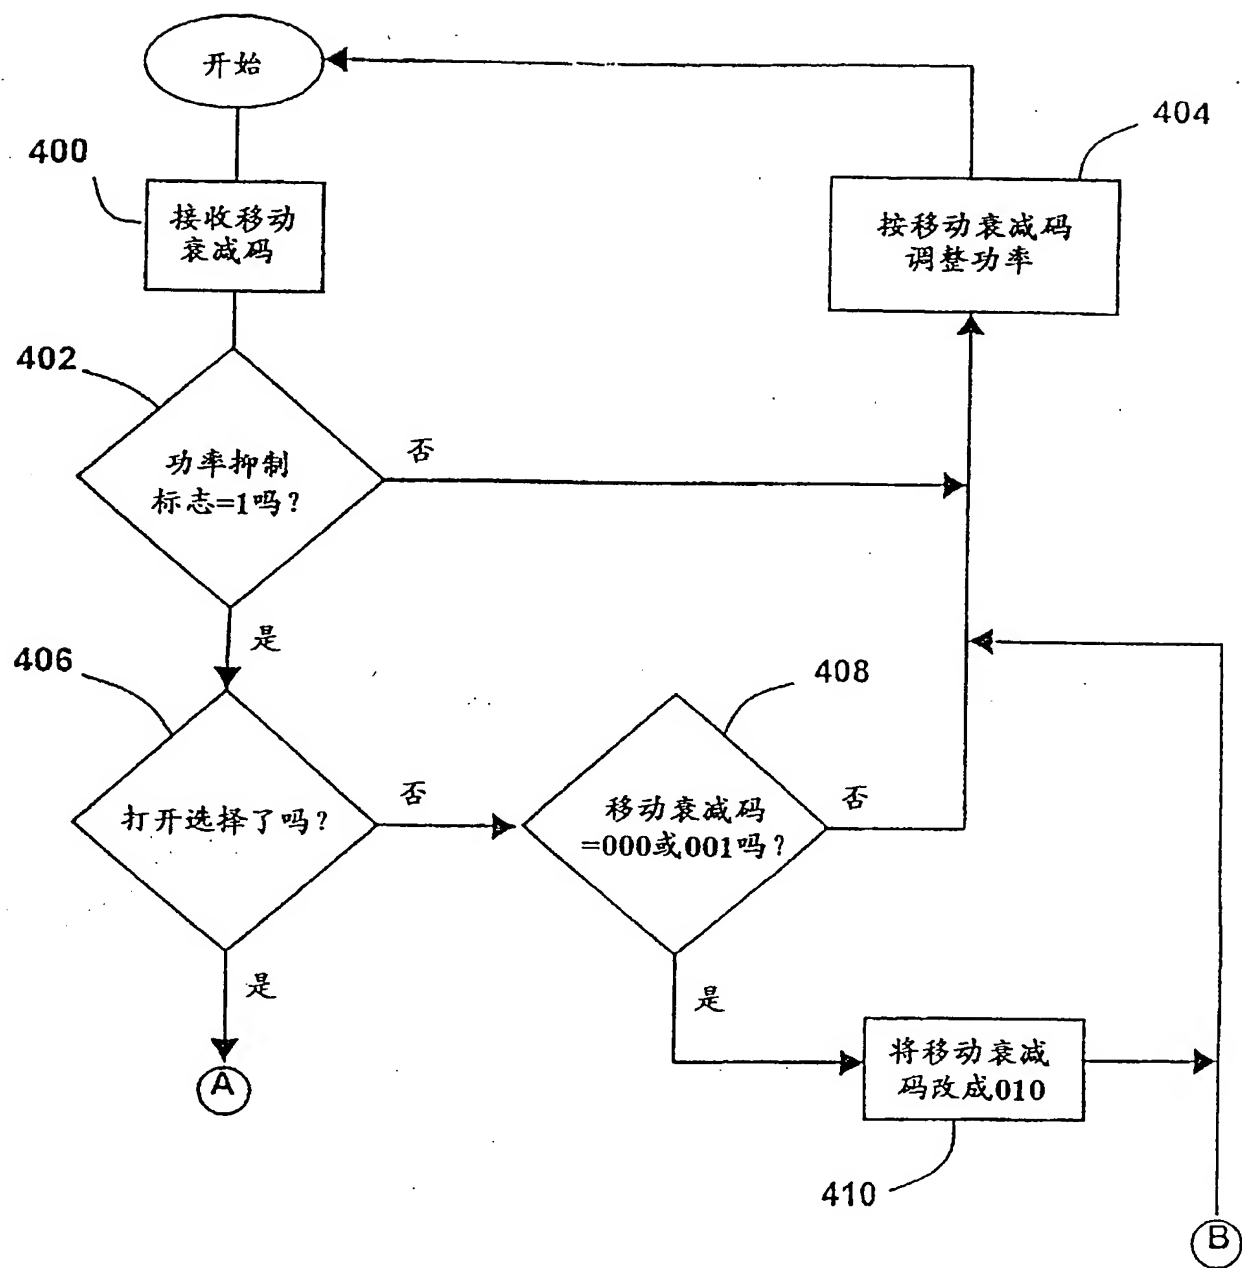 开始
404
400
接收移动
衰减码
按移动衰减码
调整功率
402
否
功率抑制
标志=1吗?
是
406
408
打开选择了吗?
否
移动衰减码
=000或001吗?
否
是
是
将移动衰减
码改成010
A
410
B